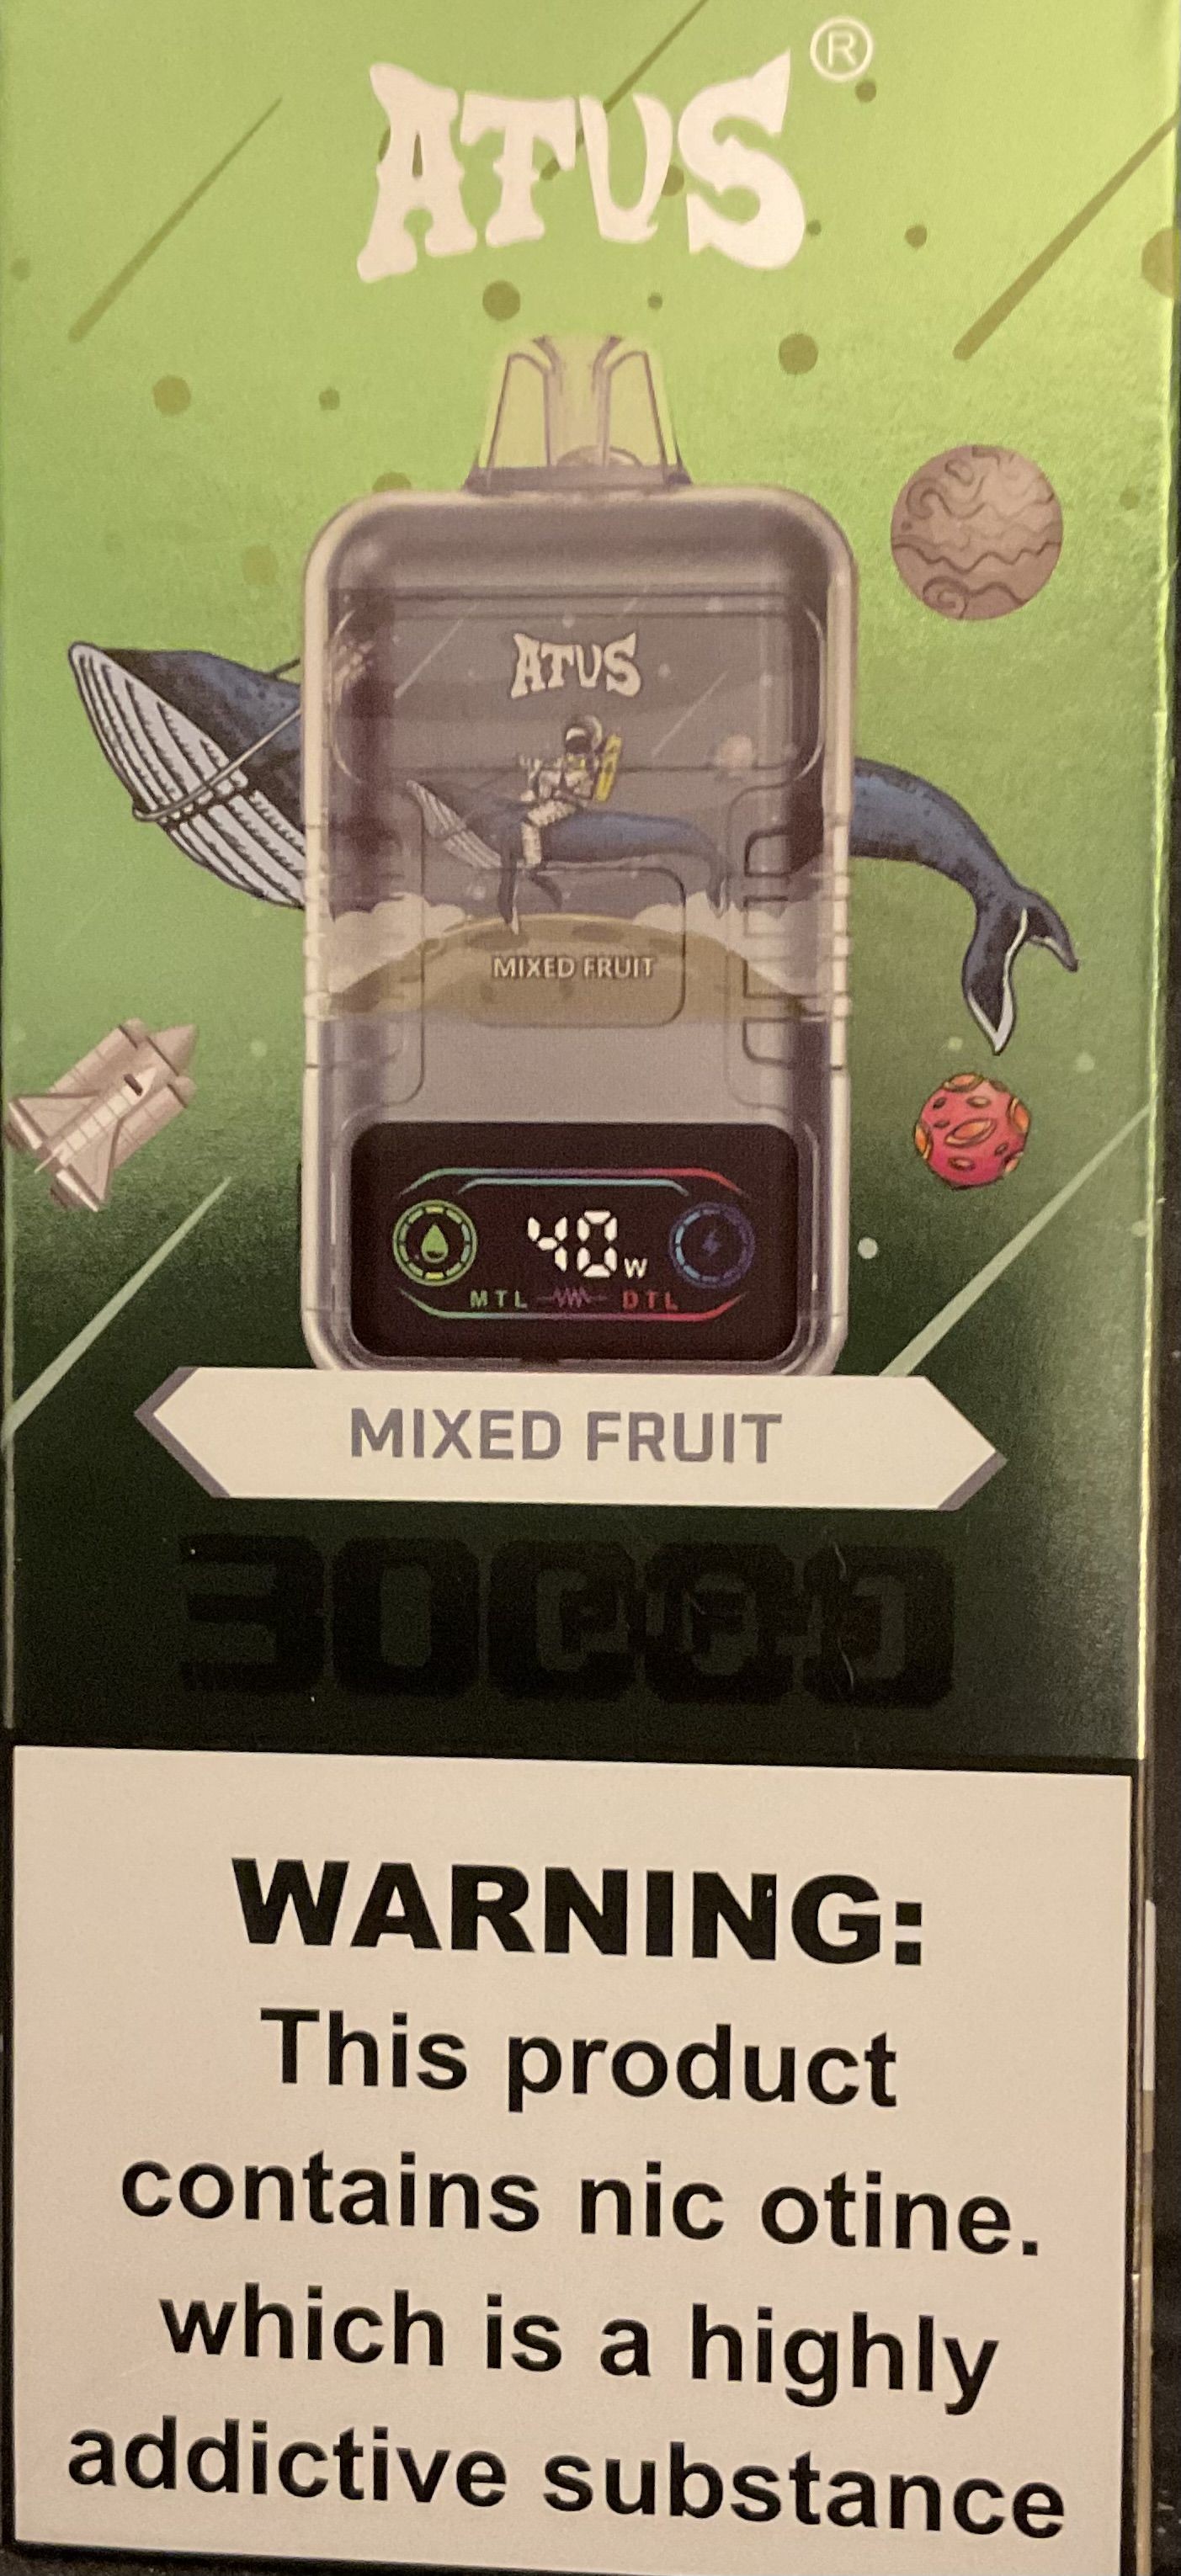 ATUS®
ATUS
MIXED FRUIT
40W
MTL DTL
MIXED FRUIT
WARNING:
This product
contains nic otine.
which is a highly
addictive substance